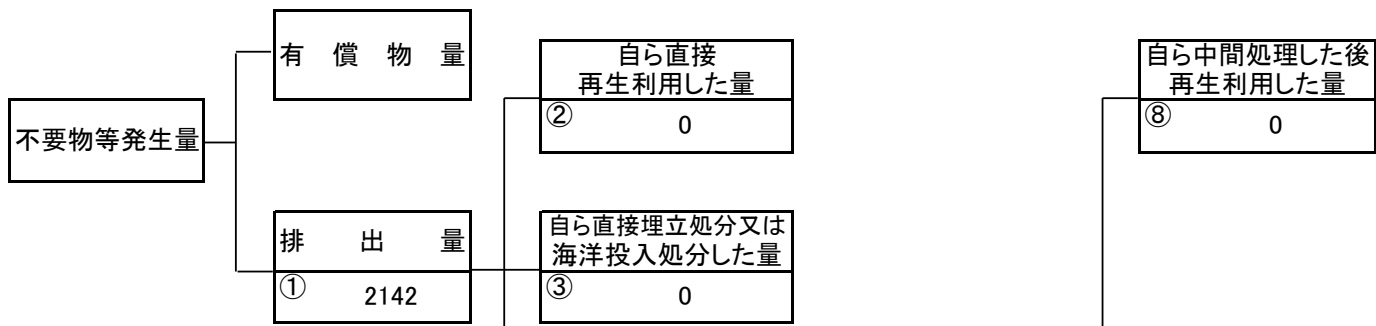 不要物等発生量
有償物量
排出量
①
2142
自ら直接
再生利用した量
②
0
自ら直接埋立処分又は
海洋投入処分した量
③
0
自ら中間処理した後
再生利用した量
⑧
0